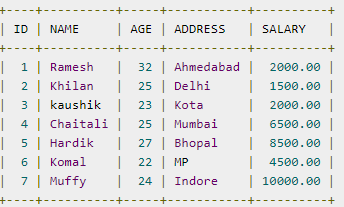 +----+----------+-----+-----------+----------+
| ID | NAME     | AGE | ADDRESS   | SALARY   |
+----+----------+-----+-----------+----------+
|  1 | Ramesh   |  32 | Ahmedabad |  2000.00 |
|  2 | Khilan   |  25 | Delhi     |  1500.00 |
|  3 | kaushik  |  23 | Kota      |  2000.00 |
|  4 | Chaitali |  25 | Mumbai    |  6500.00 |
|  5 | Hardik   |  27 | Bhopal    |  8500.00 |
|  6 | Komal    |  22 | MP        |  4500.00 |
|  7 | Muffy    |  24 | Indore    | 10000.00 |
+----+----------+-----+-----------+----------+